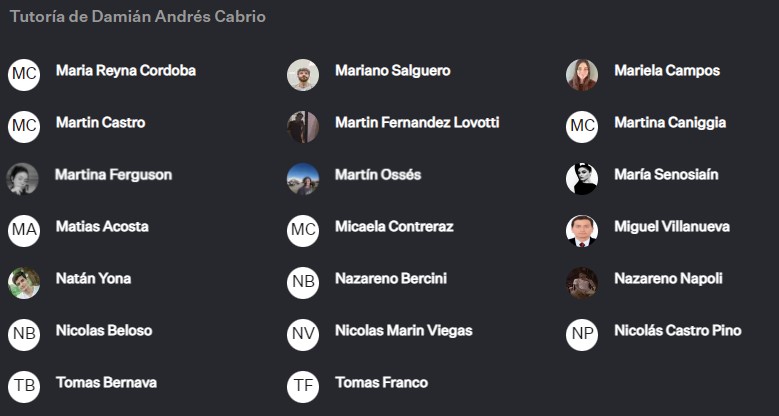 Tutoría de Damián Andrés Cabrio
MC Maria Reyna Cordoba Mariano Salguero Mariela Campos
MC Martin Castro Martin Fernandez Lovotti MC Martina Caniggia
Martina Ferguson Martín Ossés María Senosiaín
MA Matias Acosta MC Micaela Contreraz Miguel Villanueva
Natán Yona NB Nazareno Bercini Nazareno Napoli
NB Nicolas Beloso NV Nicolas Marin Viegas NP Nicolás Castro Pino
TB Tomas Bernava TF Tomas Franco